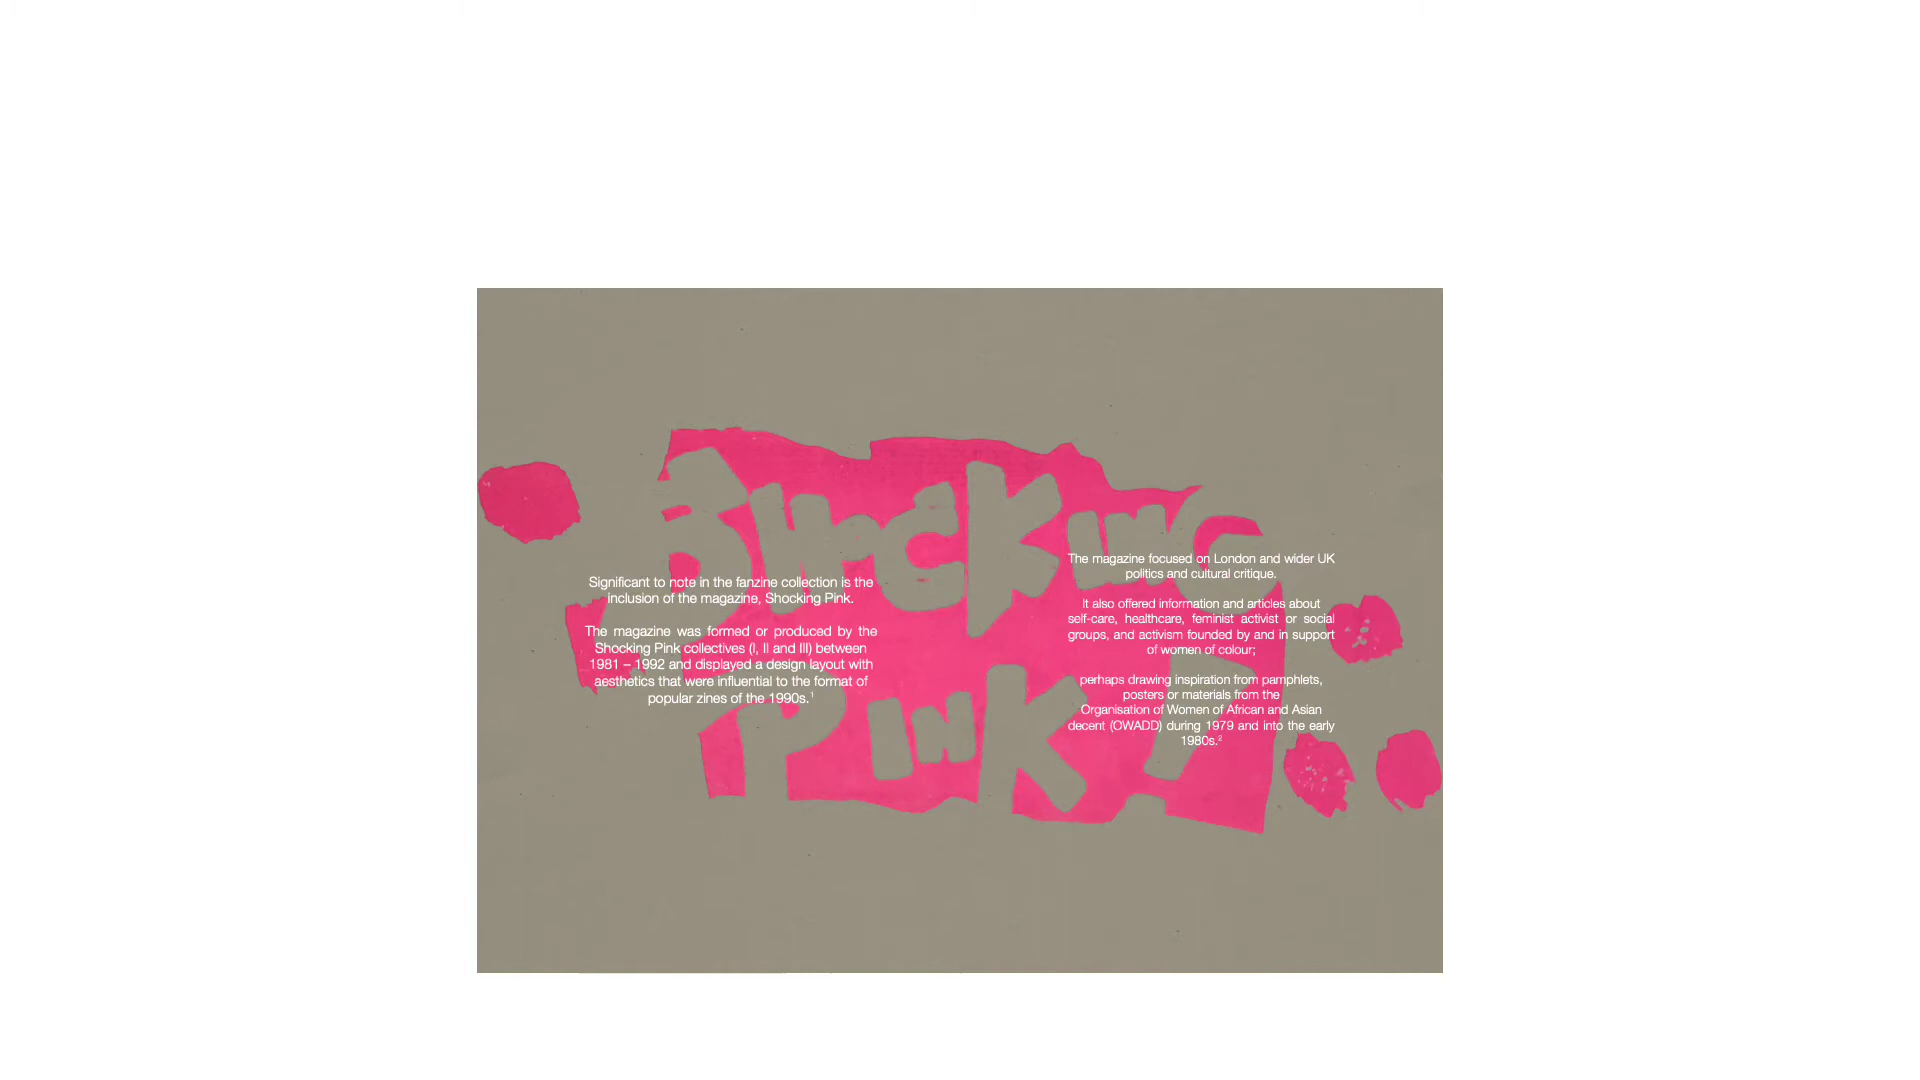 SHOCKING
PINK
Significant to note in the fanzine collection is the
inclusion of the magazine, Shocking Pink.
The magazine was formed or produced by the
Shocking Pink collectives (I, II and III) between
1981 – 1992 and displayed a design layout with
aesthetics that were influential to the format of
popular zines of the 1990s.1
The magazine focused on London and wider UK
politics and cultural critique.
It also offered information and articles about
self-care, healthcare, feminist activist or social
groups, and activism founded by and in support
of women of colour;
perhaps drawing inspiration from pamphlets,
posters or materials from the
Organisation of Women of African and Asian
decent (OWADD) during 1979 and into the early
1980s.2